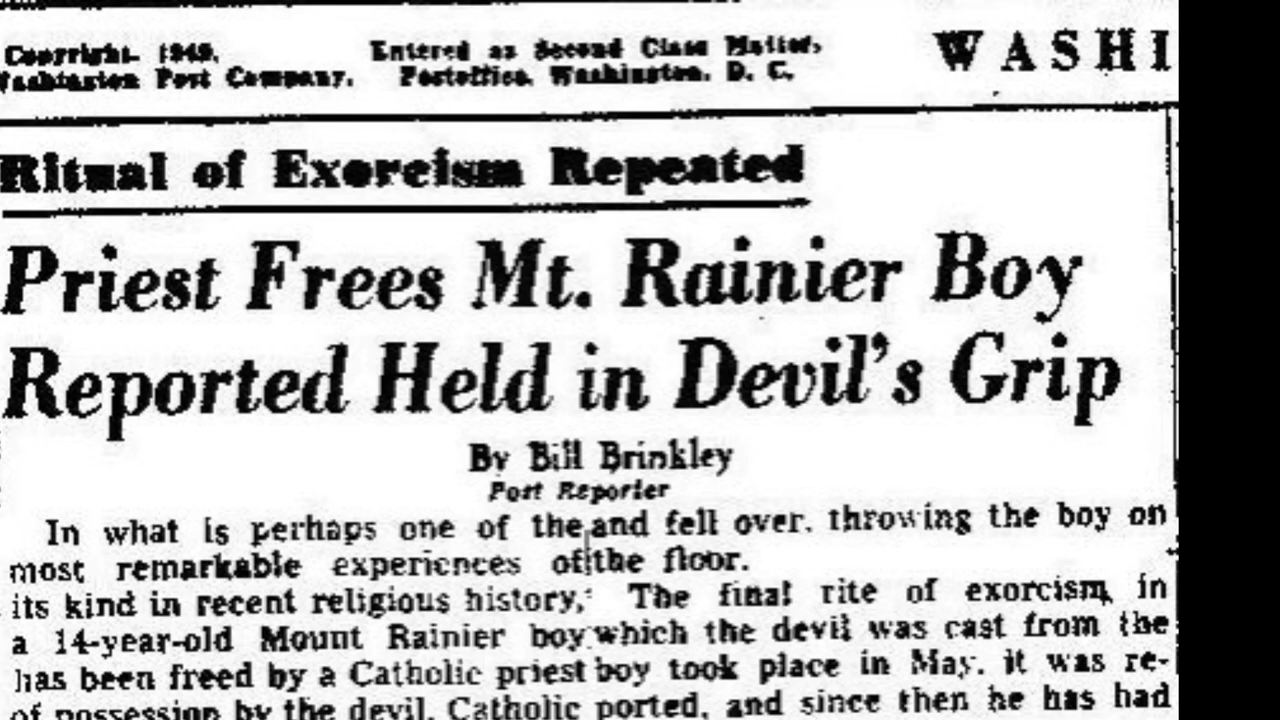 Copyright. 1949.
Washington Post Company.
Entered as Second Class Matter,
Postoffice, Washington, D. C.
WASHI
Ritual of Exorcism Repeated
Priest Frees Mt. Rainier Boy
Reported Held in Devil's Grip
By Bill Brinkley
Post Reporter
In what is perhaps one of the
most remarkable experiences of
its kind in recent religious history,
a 14-year-old Mount Rainier boy
has been freed by a Catholic priest
of possession by the devil, Catholic
and fell over, throwing the boy on
the floor.
The final rite of exorcism in
which the devil was cast from the
boy took place in May, it was re-
ported, and since then he has had